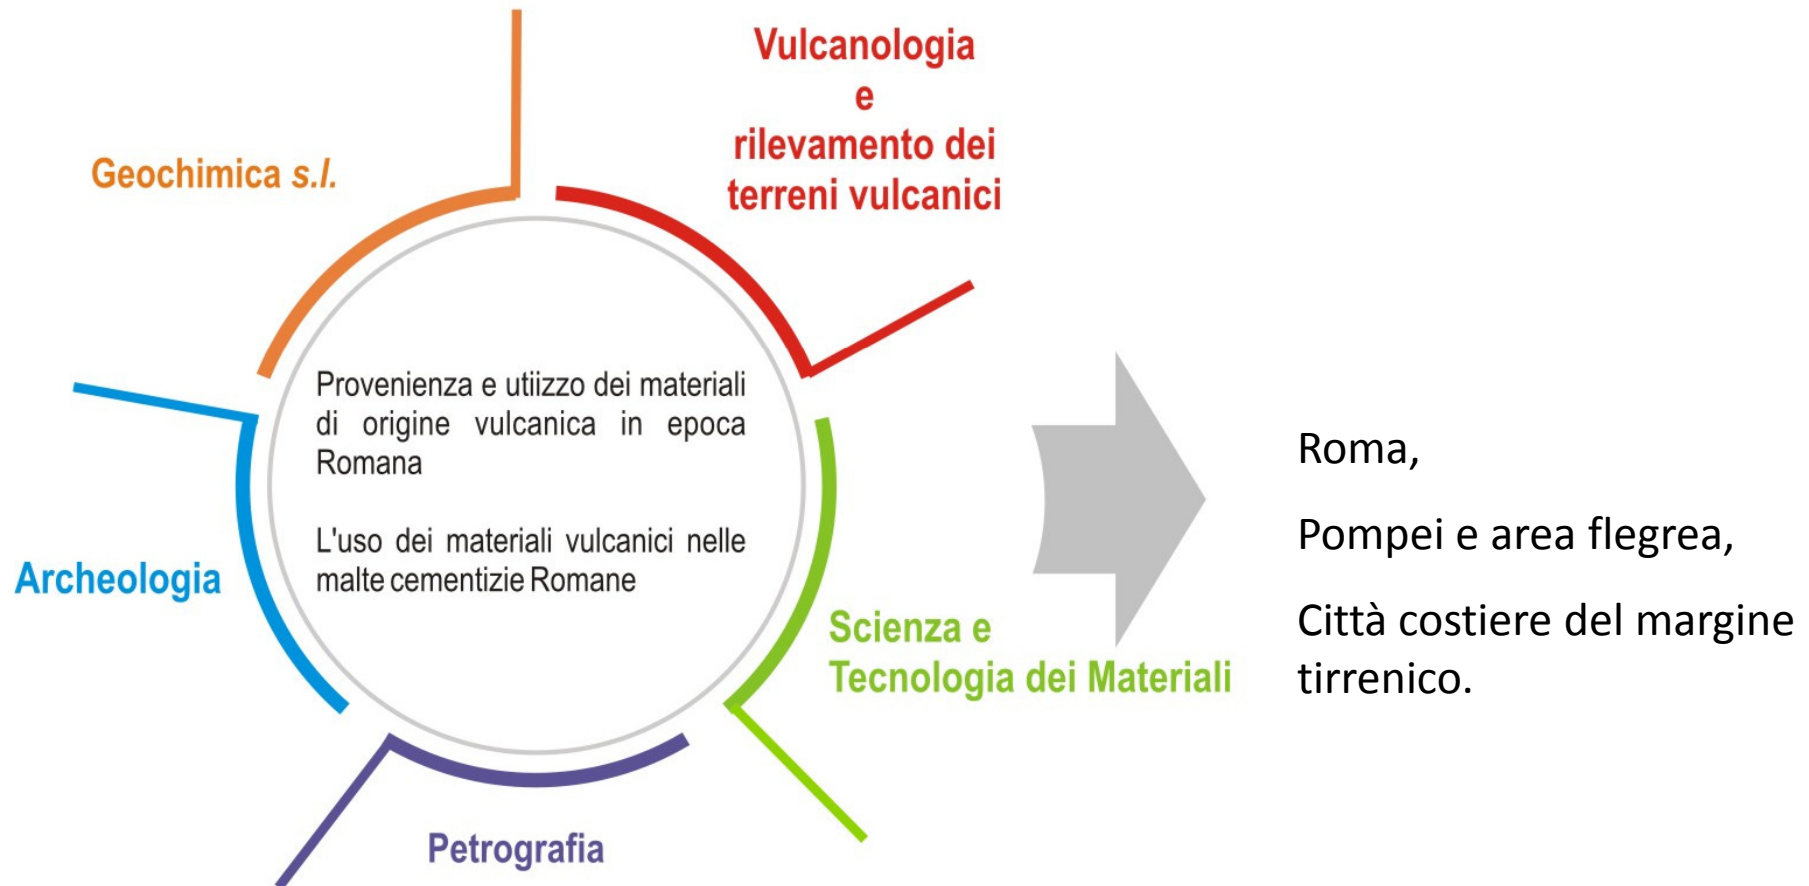 Vulcanologia
e
rilevamento dei
terreni vulcanici
Geochimica s.l.
Provenienza e utiizzo dei materiali
di origine vulcanica in epoca
Romana
L'uso dei materiali vulcanici nelle
malte cementizie Romane
Archeologia
Scienza e
Tecnologia dei Materiali
Petrografia
Roma,
Pompei e area flegrea,
Città costiere del margine
tirrenico.